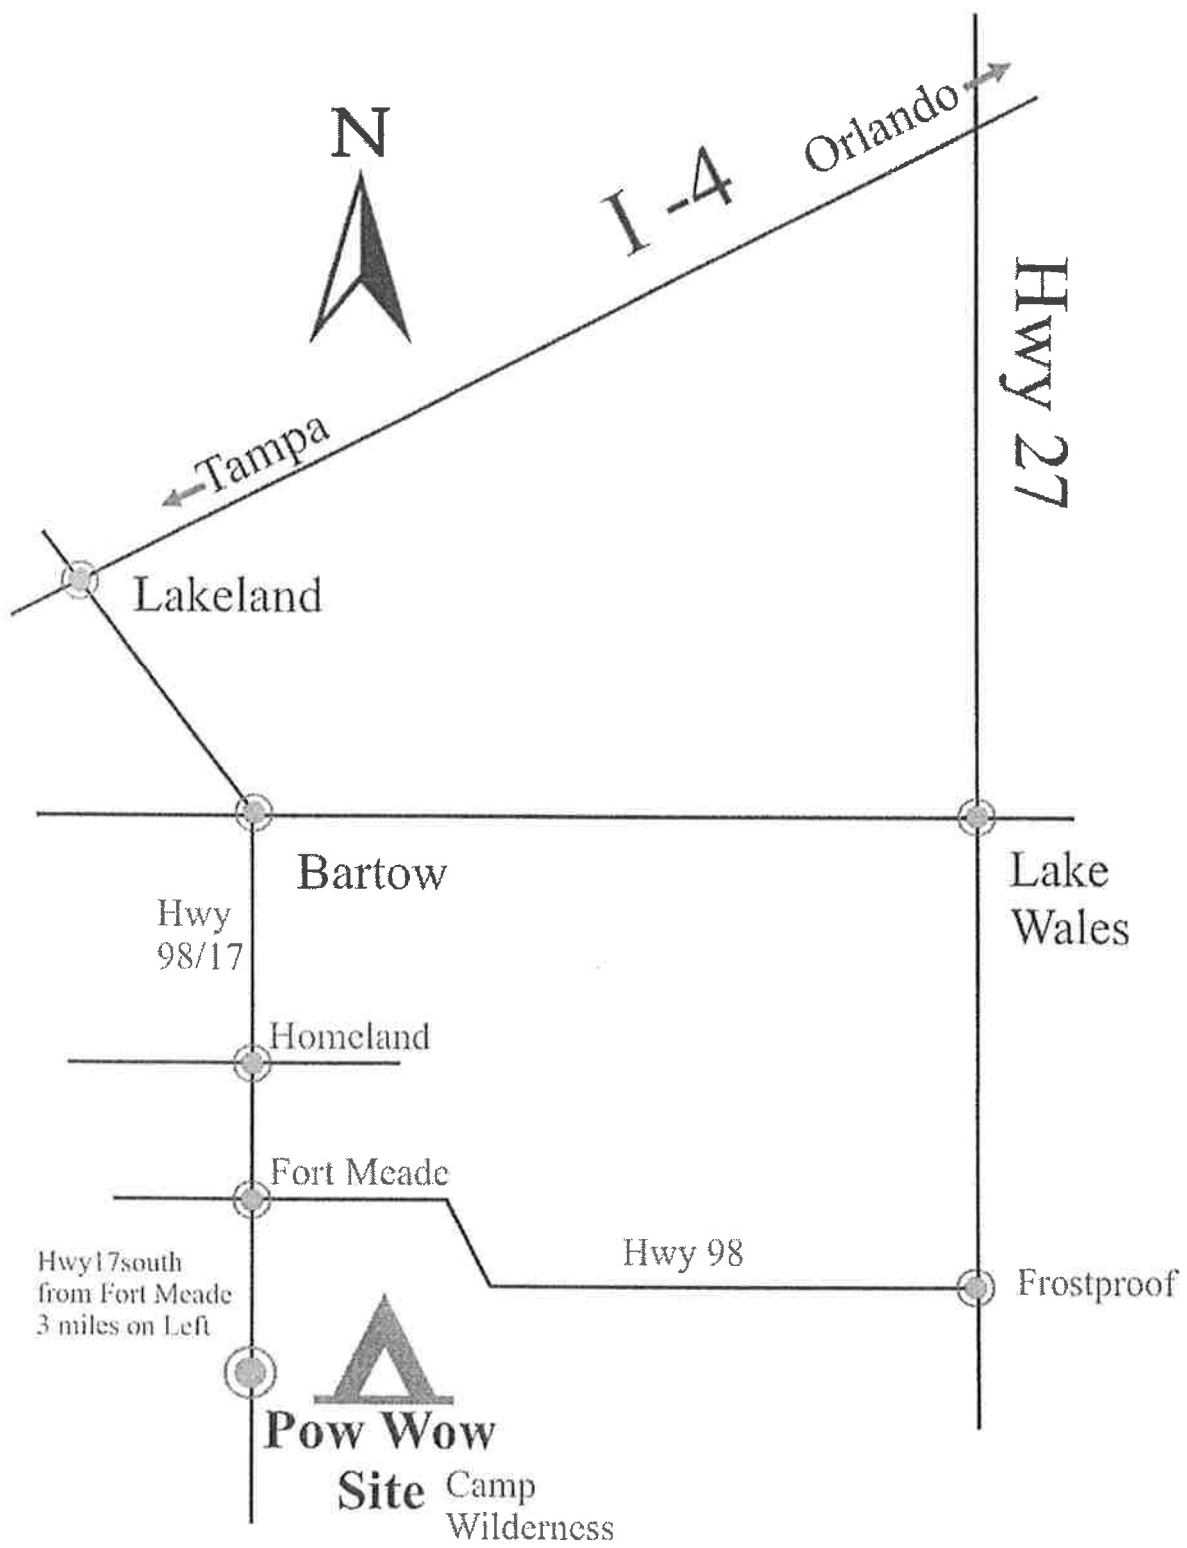 N
Orlando
I -4
Hwy 27
Tampa
Lakeland
Bartow
Lake
Wales
Hwy
98/17
Homeland
Fort Meade
Hwy 98
Frostproof
Hwy17south
from Fort Meade
3 miles on Left
Pow Wow
Site
Camp
Wilderness